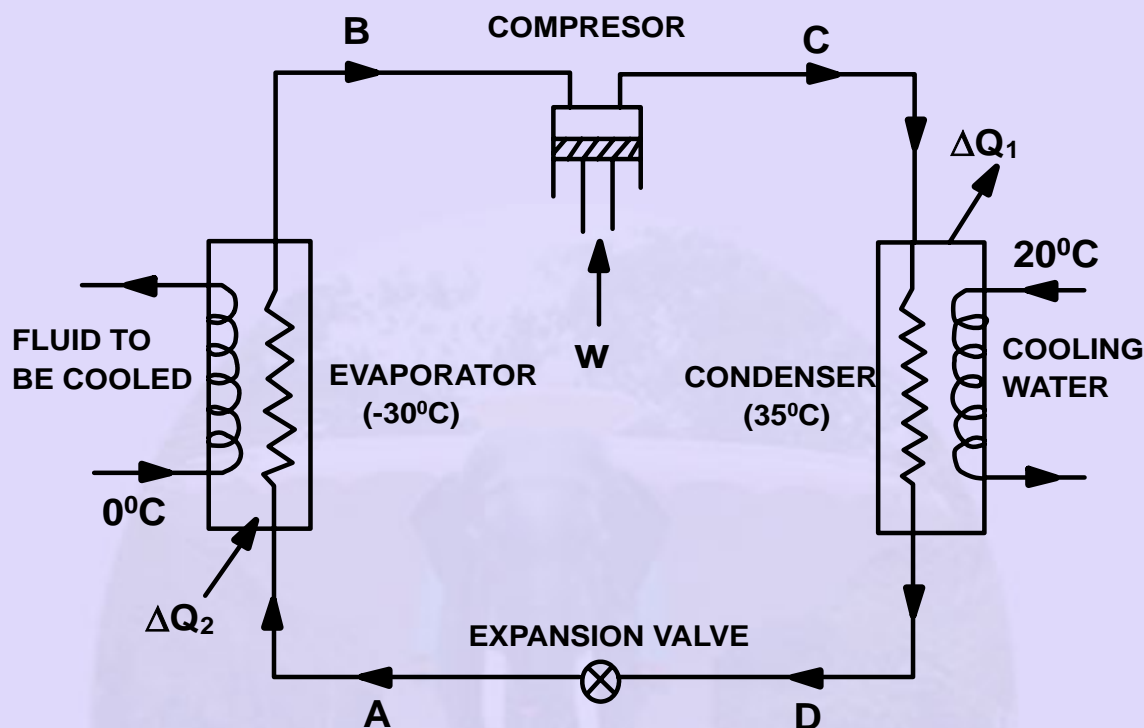 B
COMPRESOR
C
ΔQ₁
20⁰C
FLUID TO
BE COOLED
EVAPORATOR
(-30⁰C)
W
CONDENSER
(35⁰C)
COOLING
WATER
0⁰C
ΔQ₂
EXPANSION VALVE
A
D